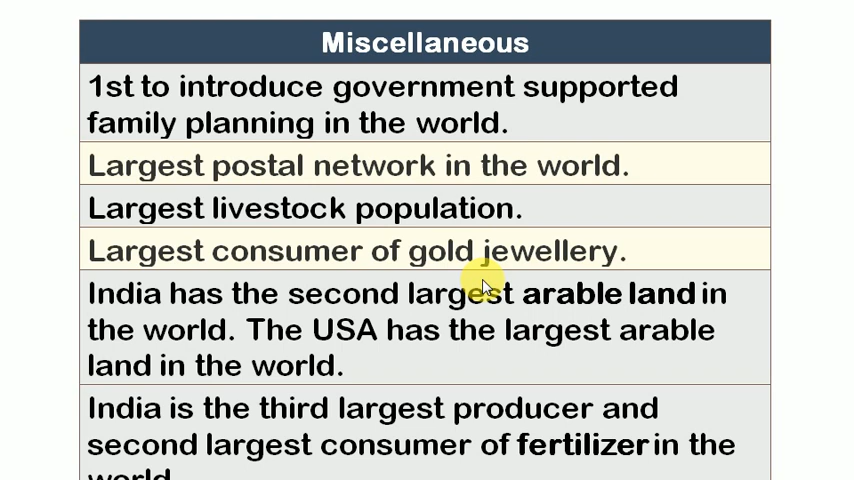 Miscellaneous
1st to introduce government supported
family planning in the world.
Largest postal network in the world.
Largest livestock population.
Largest consumer of gold jewellery.
India has the second largest arable land in
the world. The USA has the largest arable
land in the world.
India is the third largest producer and
second largest consumer of fertilizer in the
world